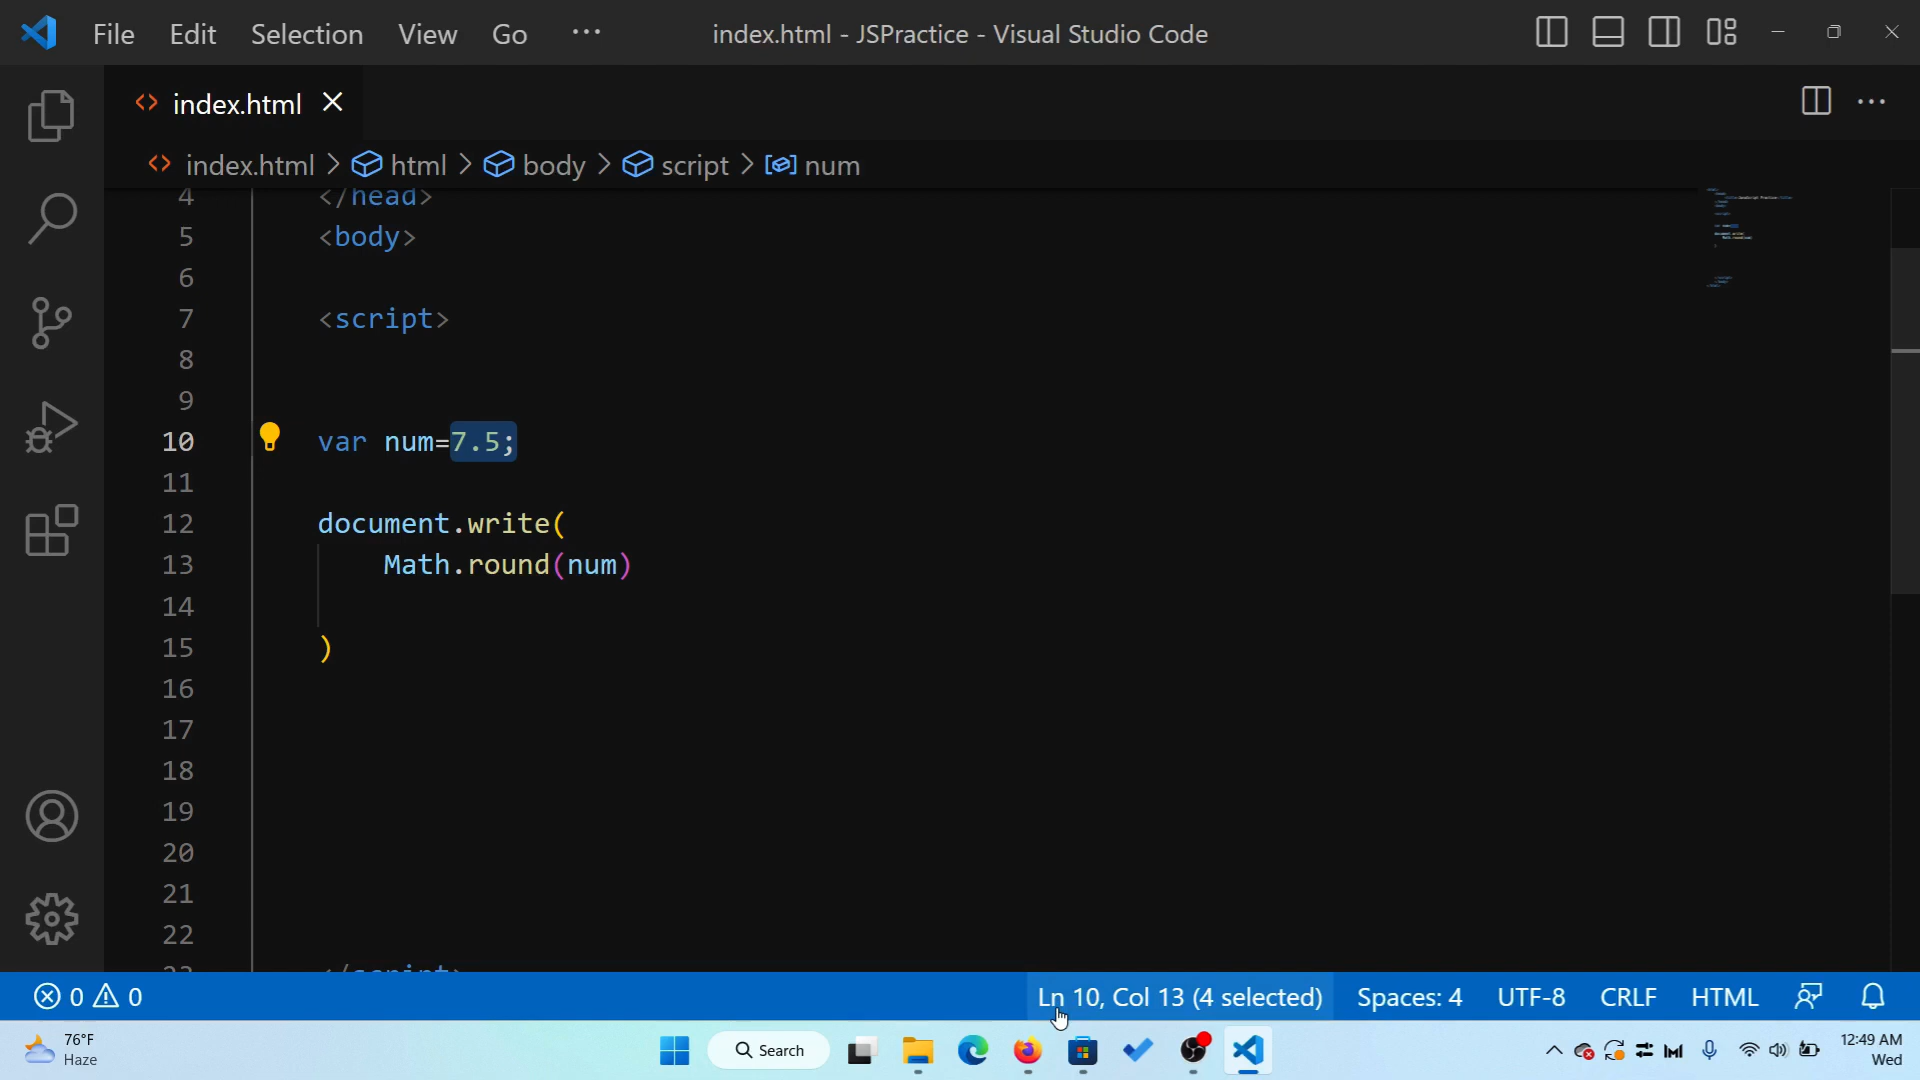 File Edit Selection View Go ··· index.html - JSPractice - Visual Studio Code
index.html
index.html > html > body > script > num
4 </head>
5 <body>
6
7 <script>
8
9
10 var num=7.5;
11
12 document.write(
13 Math.round(num)
14
15 )
16
17
18
19
20
21
22
23 </script>
0 0 Ln 10, Col 13 (4 selected) Spaces: 4 UTF-8 CRLF HTML
76°F
Haze
Search
12:49 AM
Wed